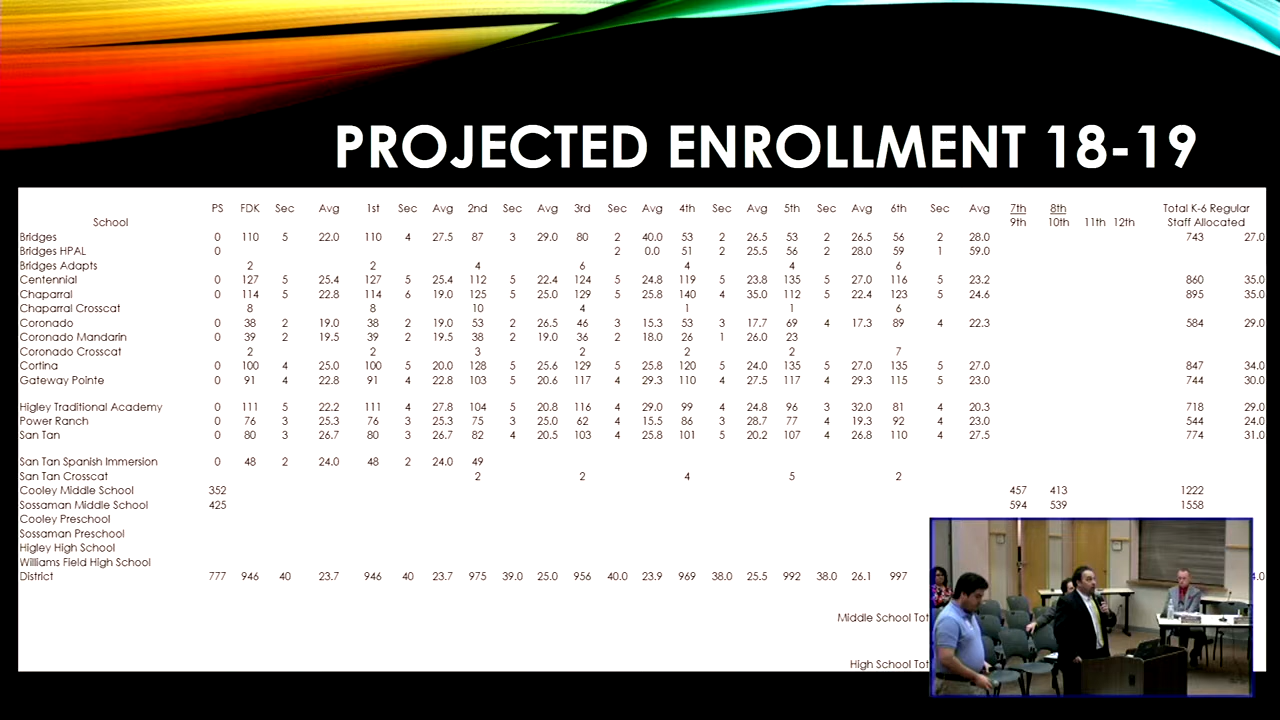 PROJECTED ENROLLMENT 18-19
PS FDK Sec Avg 1st Sec Avg 2nd Sec Avg 3rd Sec Avg 4th Sec Avg 5th Sec Avg 6th Sec Avg 7th 8th Total K-6 Regular
School 9th 10th 11th 12th Staff Allocated
Bridges 0 110 5 22.0 110 4 27.5 87 3 29.0 80 2 40.0 53 2 26.5 53 2 26.5 56 2 28.0 743 27.0
Bridges HPAL 0 2 0.0 51 2 25.5 56 2 28.0 59 1 59.0
Bridges Adapts 2 2 4 6 4 4 6
Centennial 0 127 5 25.4 127 5 25.4 112 5 22.4 124 5 24.8 119 5 23.8 135 5 27.0 116 5 23.2 860 35.0
Chaparral 0 114 5 22.8 114 6 19.0 125 5 25.0 129 5 25.8 140 4 35.0 112 5 22.4 123 5 24.6 895 35.0
Chaparral Crosscat 8 8 10 4 1 1 6
Coronado 0 38 2 19.0 38 2 19.0 53 2 26.5 46 3 15.3 53 3 17.7 69 4 17.3 89 4 22.3 584 29.0
Coronado Mandarin 0 39 2 19.5 39 2 19.5 38 2 19.0 36 2 18.0 26 1 26.0 23
Coronado Crosscat 2 2 3 2 2 2 7
Cortina 0 100 4 25.0 100 5 20.0 128 5 25.6 129 5 25.8 120 5 24.0 135 5 27.0 135 5 27.0 847 34.0
Gateway Pointe 0 91 4 22.8 91 4 22.8 103 5 20.6 117 4 29.3 110 4 27.5 117 4 29.3 115 5 23.0 744 30.0
Higley Traditional Academy 0 111 5 22.2 111 4 27.8 104 5 20.8 116 4 29.0 99 4 24.8 96 3 32.0 81 4 20.3 718 29.0
Power Ranch 0 76 3 25.3 76 3 25.3 75 3 25.0 62 4 15.5 86 3 28.7 77 4 19.3 92 4 23.0 544 24.0
San Tan 0 80 3 26.7 80 3 26.7 82 4 20.5 103 4 25.8 101 5 20.2 107 4 26.8 110 4 27.5 774 31.0
San Tan Spanish Immersion 0 48 2 24.0 48 2 24.0 49
San Tan Crosscat 2 2 4 5 2
Cooley Middle School 352 457 413 1222
Sossaman Middle School 425 594 539 1558
Cooley Preschool
Sossaman Preschool
Higley High School
Williams Field High School
District 777 946 40 23.7 946 40 23.7 975 39.0 25.0 956 40.0 23.9 969 38.0 25.5 992 38.0 26.1 997
Middle School Tot
High School Tot